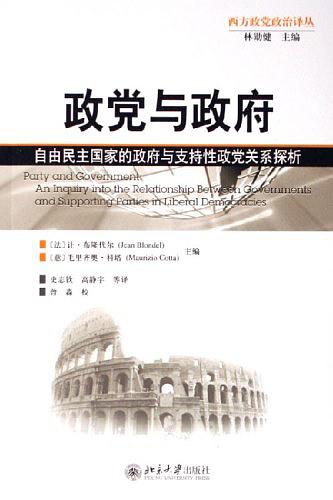 西方政党政治译丛
林勋健 主编
政党与政府
自由民主国家的政府与支持性政党关系探析
Party and Government:
An Inquiry into the Relationship Between Governments
and Supporting Parties in Liberal Democracies
〔法〕让·布隆代尔 (Jean Blondel)
〔意〕毛里齐奥·科塔 (Maurizio Cotta) 主编
史志钦 高静宇 等译
曾淼 校
北京大学出版社